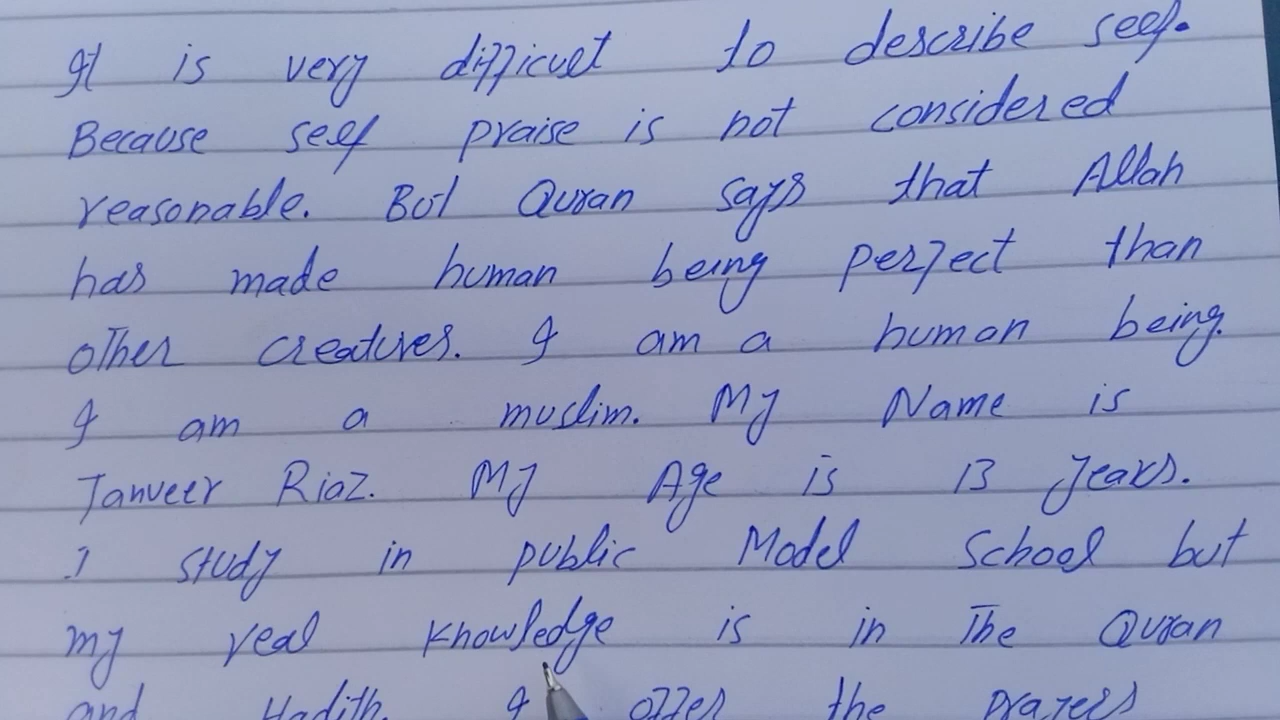 It is very difficult to describe self.
Because self praise is not considered
reasonable. But Quran says that Allah
has made human being perfect than
other creatures. I am a human being.
I am a muslim. My Name is
Tanveer Riaz. My Age is 13 years.
I study in public Model School but
my real knowledge is in The Quran
and Hadith. I offer the prayers